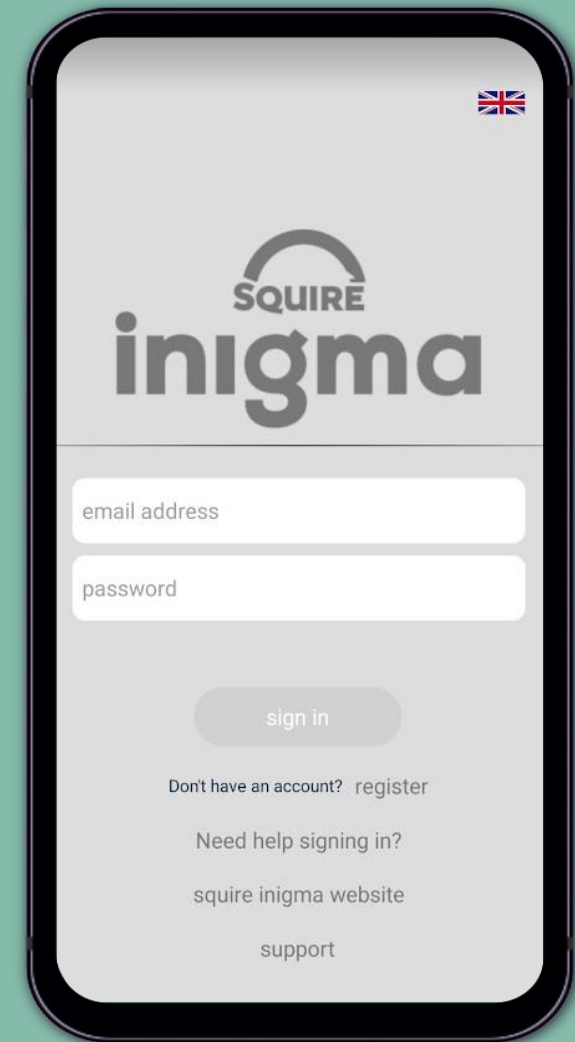 SQUIRE
inigma
email address
password
sign in
Don't have an account? register
Need help signing in?
squire inigma website
support